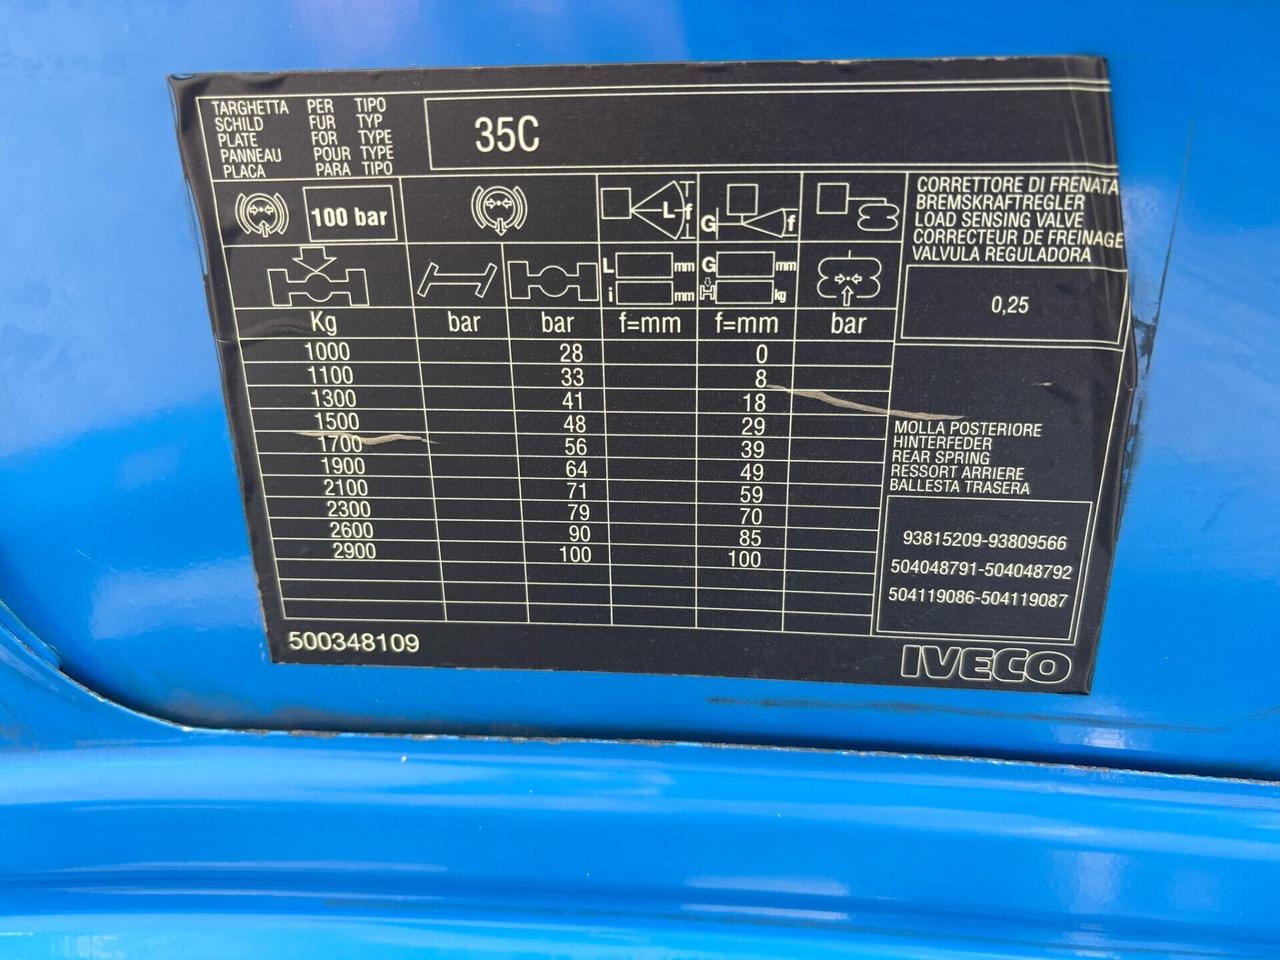 TARGHETTA PER TIPO
SCHILD FUR TYP
PLATE FOR TYPE
PANNEAU POUR TYPE
PLACA PARA TIPO
35C
100 bar
L f
G f
L mm
i mm
G mm
kg
CORRETTORE DI FRENATA
BREMSKRAFTREGLER
LOAD SENSING VALVE
CORRECTEUR DE FREINAGE
VALVULA REGULADORA
0,25
Kg bar bar f=mm f=mm bar
1000 28 0
1100 33 8
1300 41 18
1500 48 29
1700 56 39
1900 64 49
2100 71 59
2300 79 70
2600 90 85
2900 100 100
MOLLA POSTERIORE
HINTERFEDER
REAR SPRING
RESSORT ARRIERE
BALLESTA TRASERA
93815209-93809566
504048791-504048792
504119086-504119087
500348109
IVECO